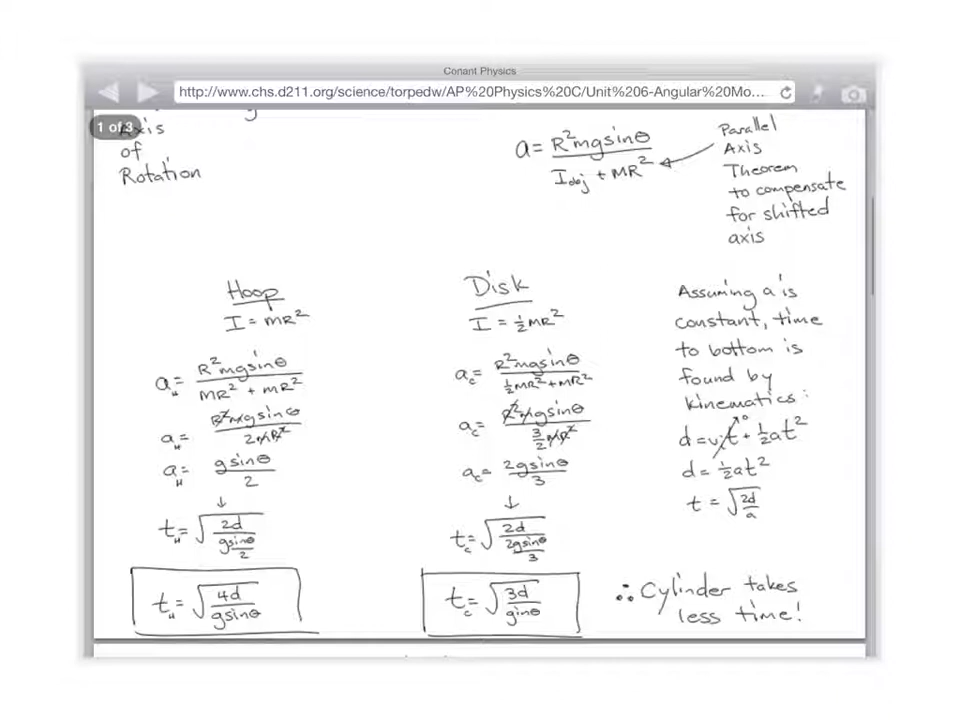 Conant Physics
http://www.chs.d211.org/science/torpedw/AP%20Physics%20C/Unit%206-Angular%20Mo...
1 of 3
Axis
of
Rotation
a = R²mgsinθ / (I_obj + MR²)
Parallel
Axis
Theorem
to compensate
for shifted
axis
Hoop
I = MR²
a_H = R²mgsinθ / (MR² + MR²)
a_H = R²Mgsinθ / 2MR²
a_H = gsinθ / 2
↓
t_H = √(2d / (gsinθ / 2))
t_H = √(4d / gsinθ)
Disk
I = ½MR²
a_c = R²mgsinθ / (½MR² + MR²)
a_c = R²Mgsinθ / (3/2 MR²)
a_c = 2gsinθ / 3
↓
t_c = √(2d / (2gsinθ / 3))
t_c = √(3d / ginθ)
Assuming a is
constant, time
to bottom is
found by
kinematics:
d = vᵢt⁰ + ½at²
d = ½at²
t = √(2d / a)
∴ Cylinder takes
less time!